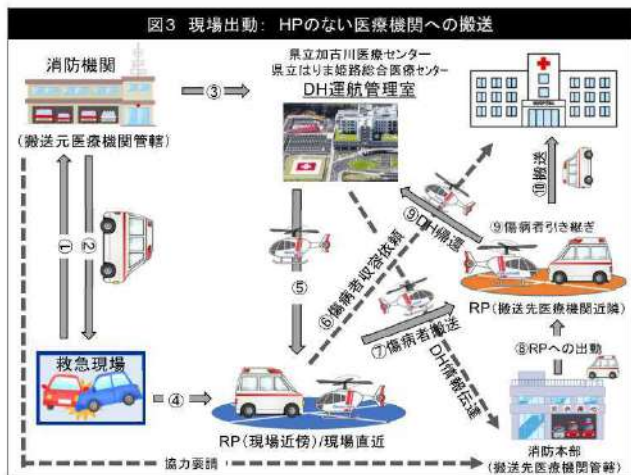 図3 現場出動： HPのない医療機関への搬送
消防機関
(搬送元医療機関管轄)
③
県立加古川医療センター
県立はりま姫路総合医療センター
DH運航管理室
HOSPITAL
①
②
⑤
⑥傷病者収容依頼
⑨DH帰還
⑩搬送
⑨傷病者引き継ぎ
RP(搬送先医療機関近隣)
⑦傷病者搬送
DH情報伝達
⑧RPへの出動
救急現場
④
RP(現場近傍)/現場直近
消防本部
(搬送先医療機関管轄)
協力要請